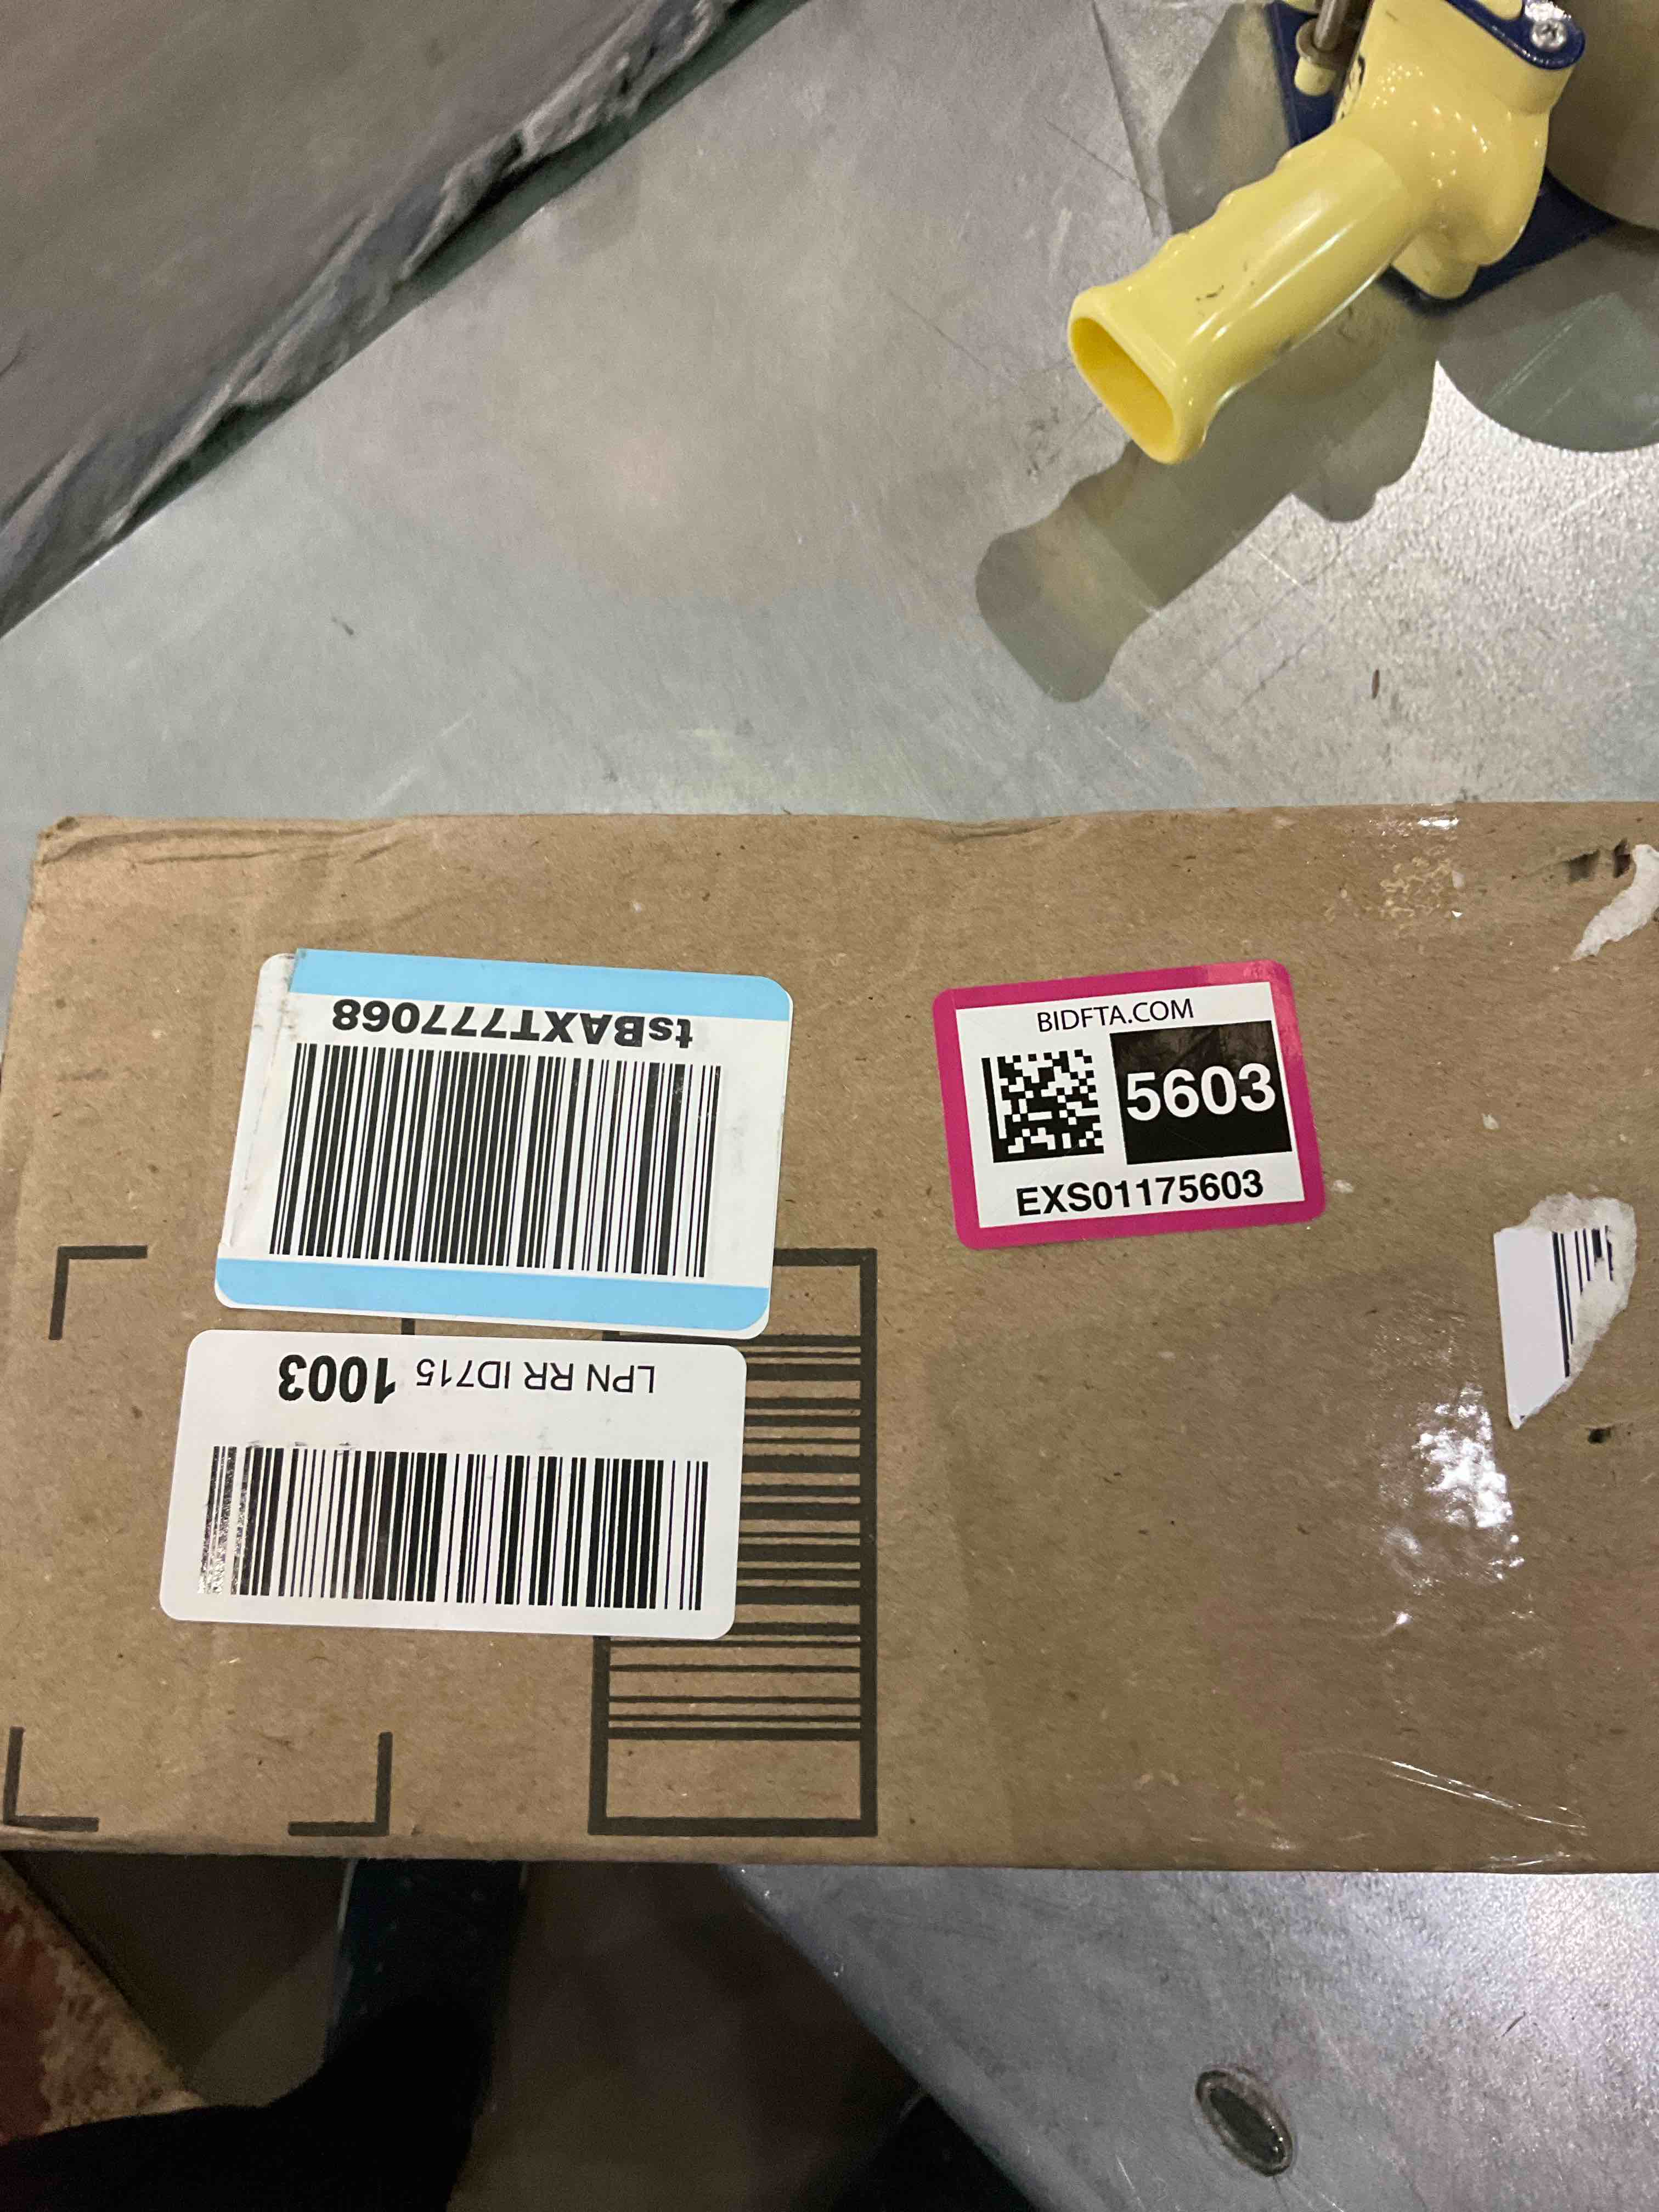 tsBAXT777068
BIDFTA.COM
5603
EXS01175603
LPN RR ID715 1003